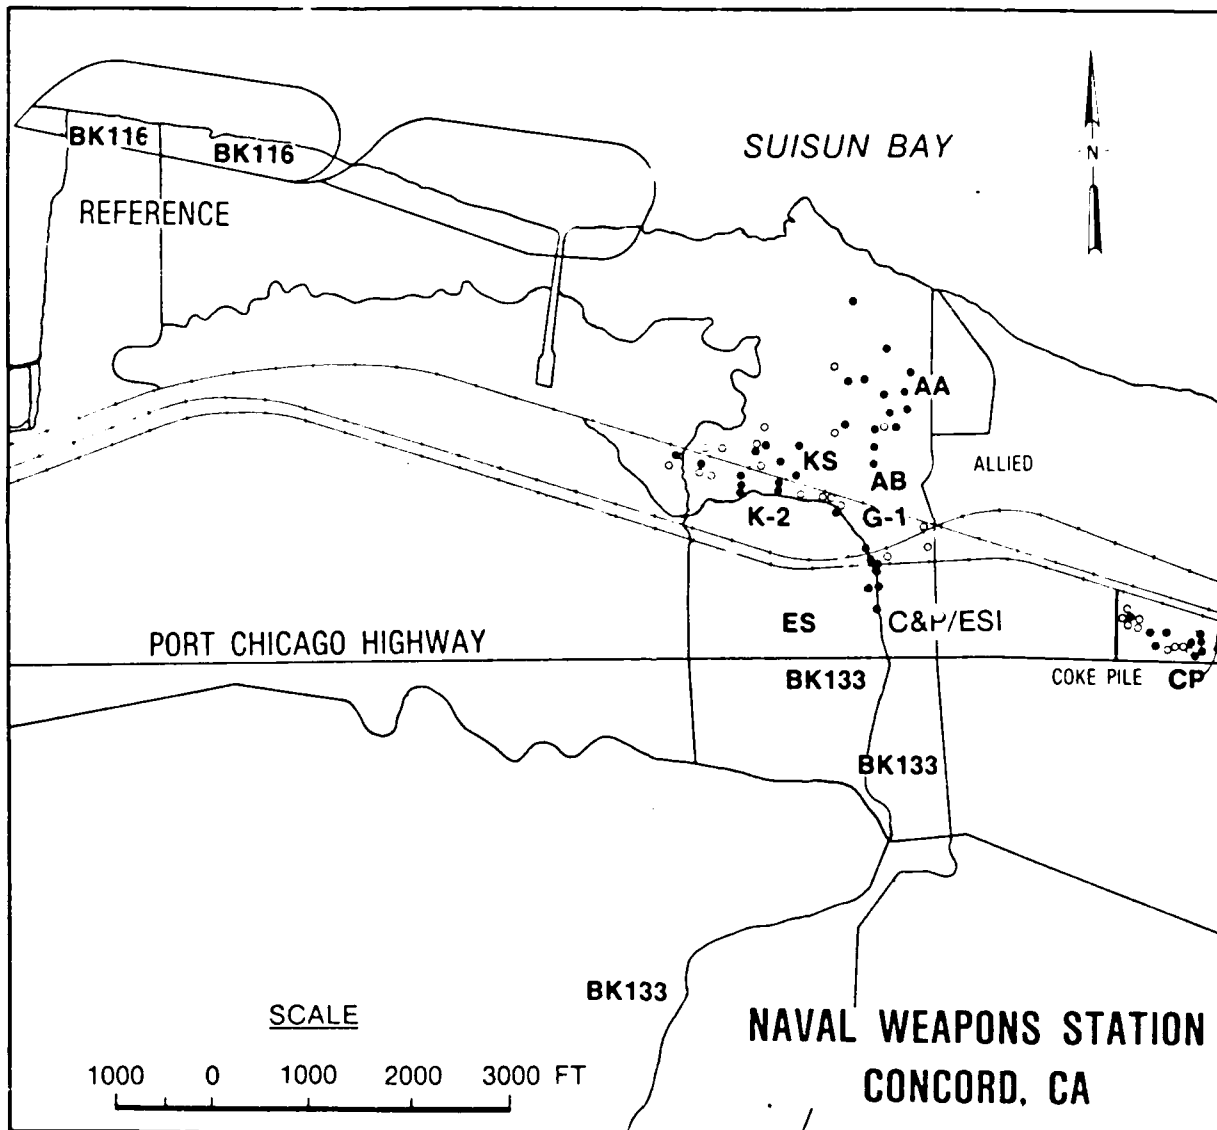 SUISUN BAY
BK116
BK116
N
REFERENCE
AA
KS
ALLIED
AB
K-2
G-1
ES
C&P/ESI
PORT CHICAGO HIGHWAY
BK133
COKE PILE
CP
BK133
BK133
SCALE
NAVAL WEAPONS STATION
CONCORD, CA
1000 0 1000 2000 3000 FT